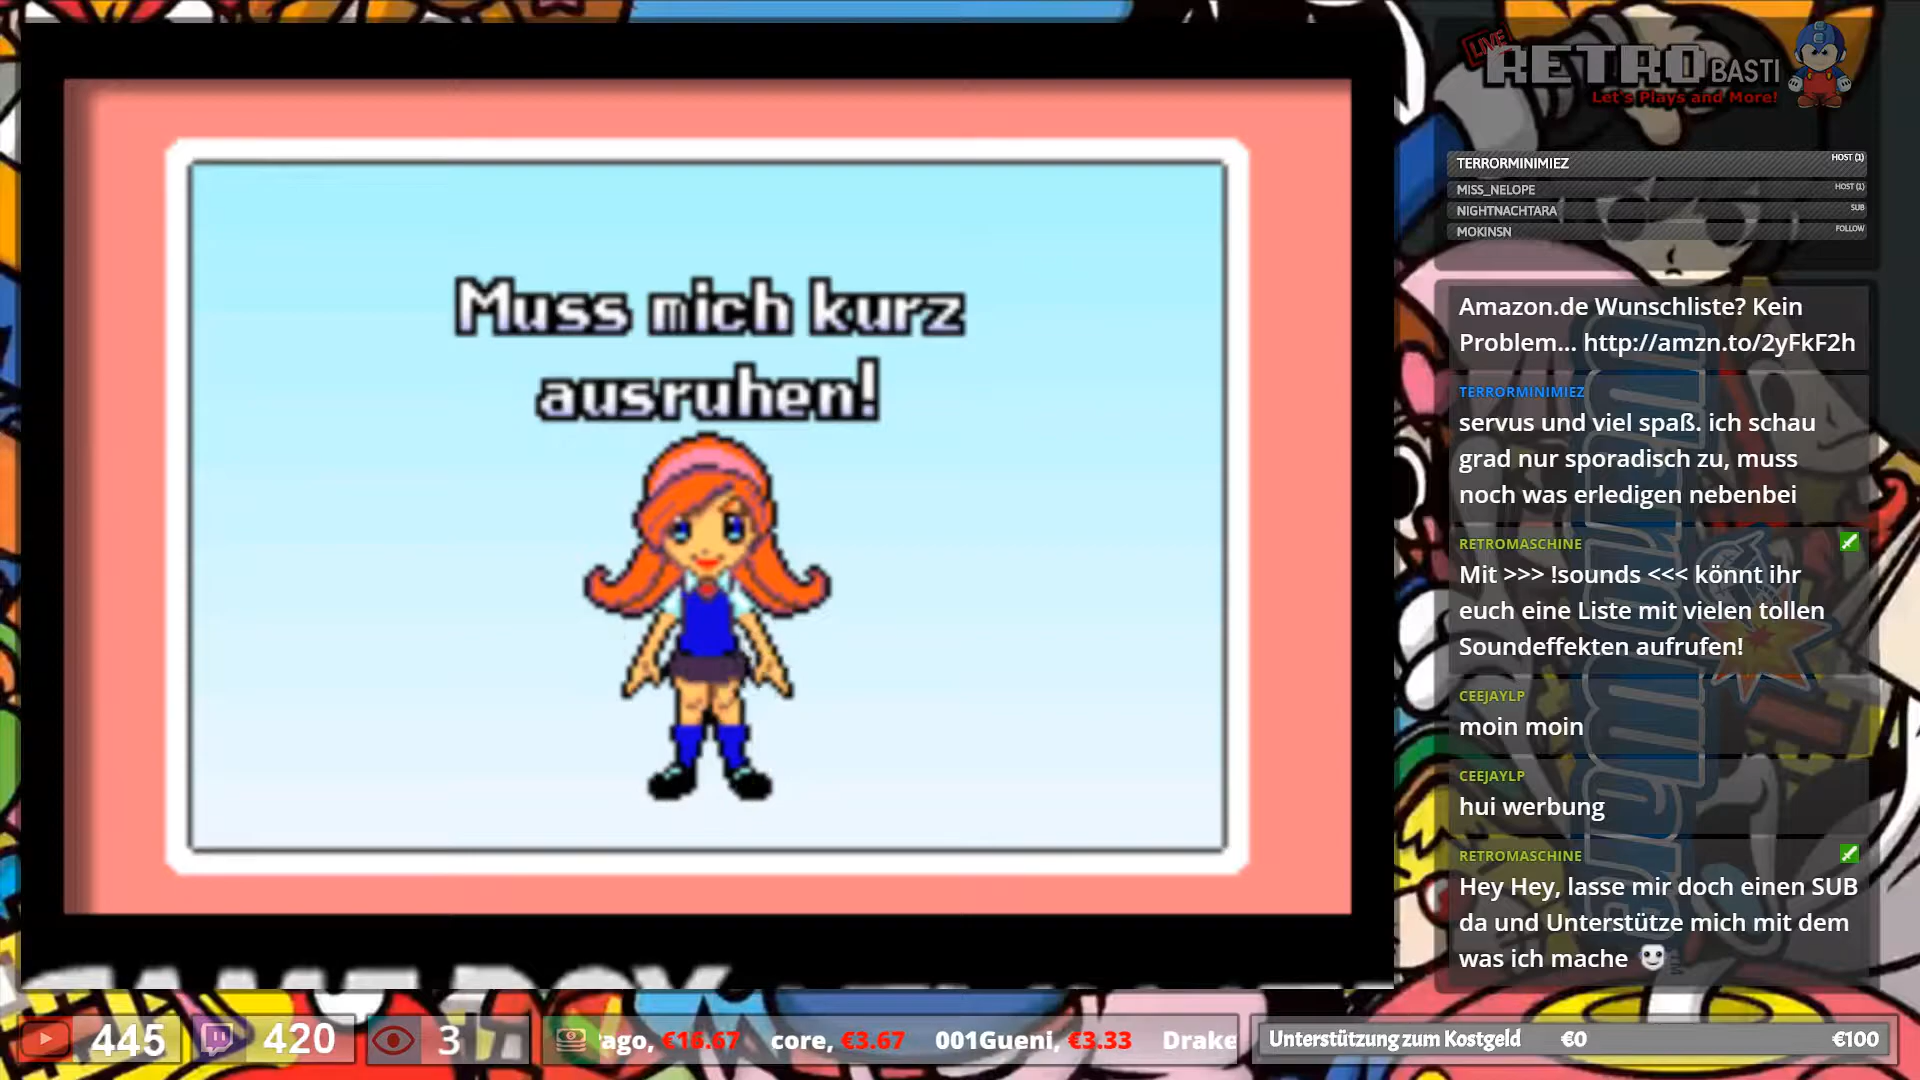 Muss mich kurz
ausruhen!
LIVE
RETRO BASTI
Let's Plays and More!
TERRORMINIMIEZ HOST (1)
MISS_NELOPE HOST (1)
NIGHTNACHTARA SUB
MOKINSN FOLLOW
Amazon.de Wunschliste? Kein
Problem... http://amzn.to/2yFkF2h
TERRORMINIMIEZ
servus und viel spaß. ich schau
grad nur sporadisch zu, muss
noch was erledigen nebenbei
RETROMASCHINE
Mit >>> !sounds <<< könnt ihr
euch eine Liste mit vielen tollen
Soundeffekten aufrufen!
CEEJAYLP
moin moin
CEEJAYLP
hui werbung
RETROMASCHINE
Hey Hey, lasse mir doch einen SUB
da und Unterstütze mich mit dem
was ich mache
GAME BOY
445 420 3 ago, €16.67 core, €3.67 001Gueni, €3.33 Drake
Unterstützung zum Kostgeld €0 €100